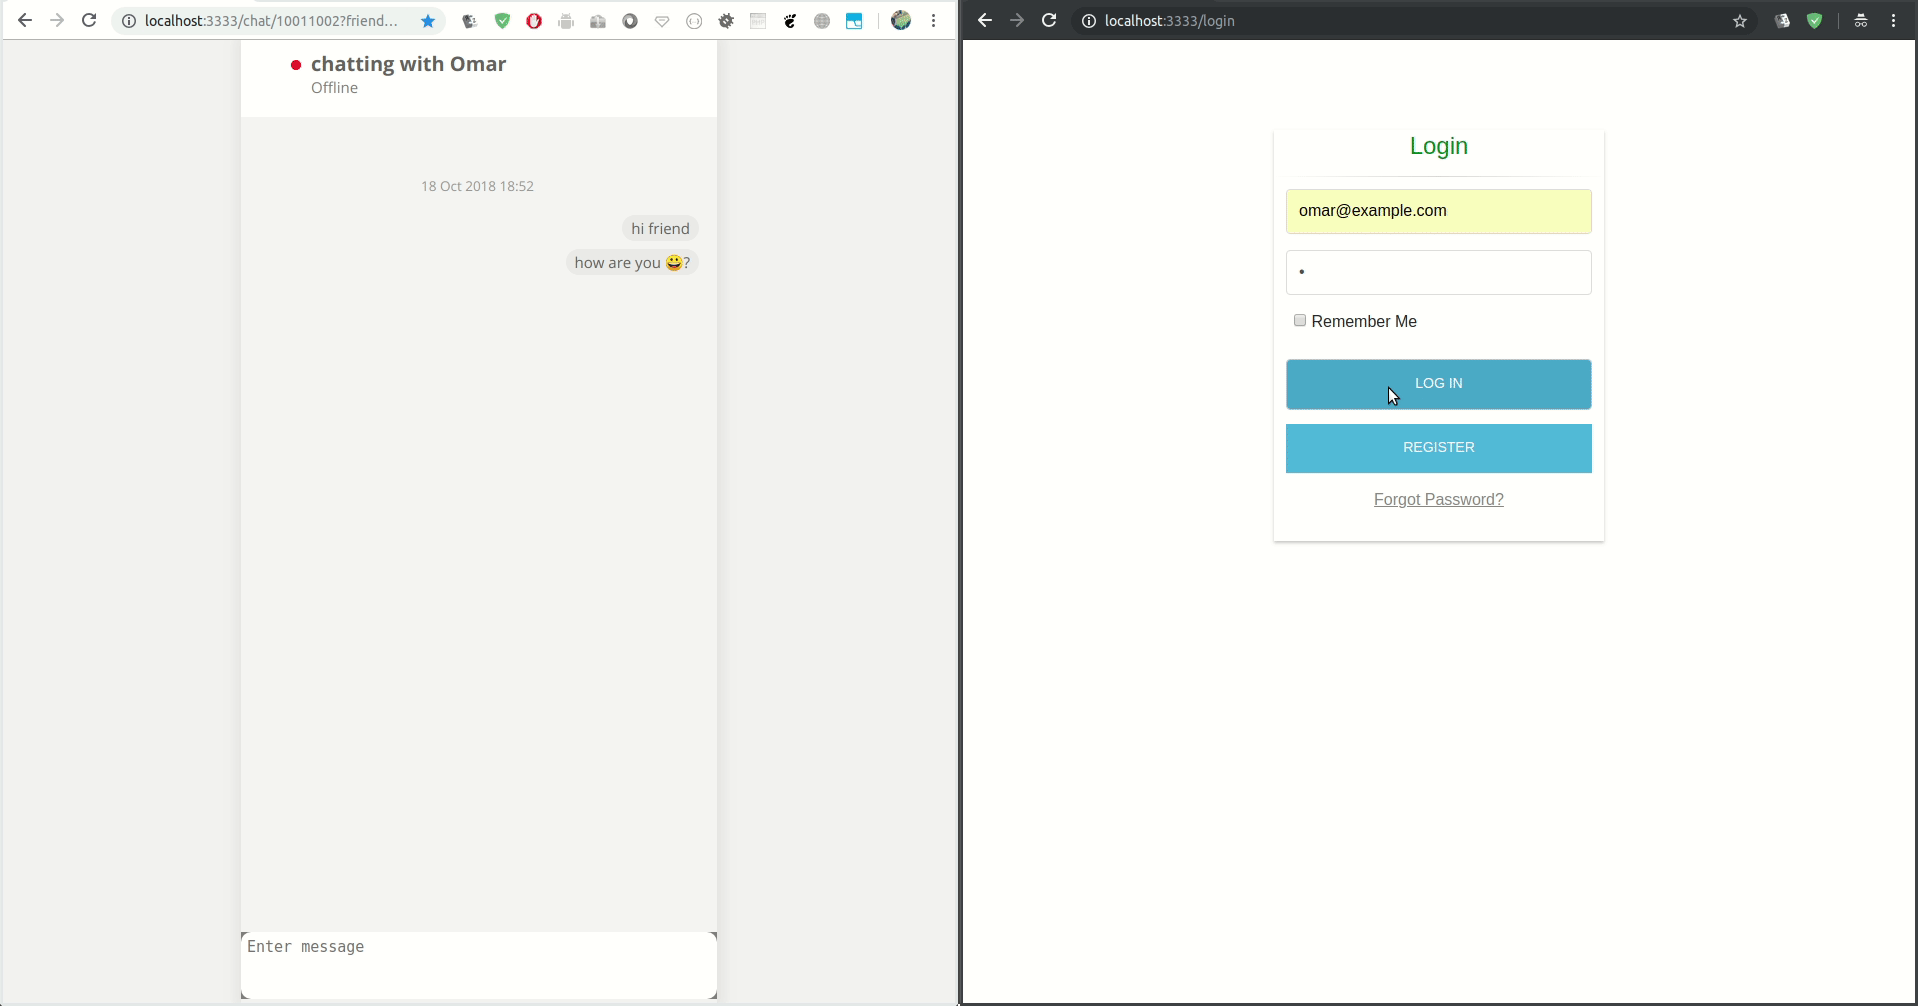 localhost:3333/chat/10011002?friend...
chatting with Omar
Offline
18 Oct 2018 18:52
hi friend
how are you 😀?
Enter message
localhost:3333/login
Login
omar@example.com
•
Remember Me
LOG IN
REGISTER
Forgot Password?